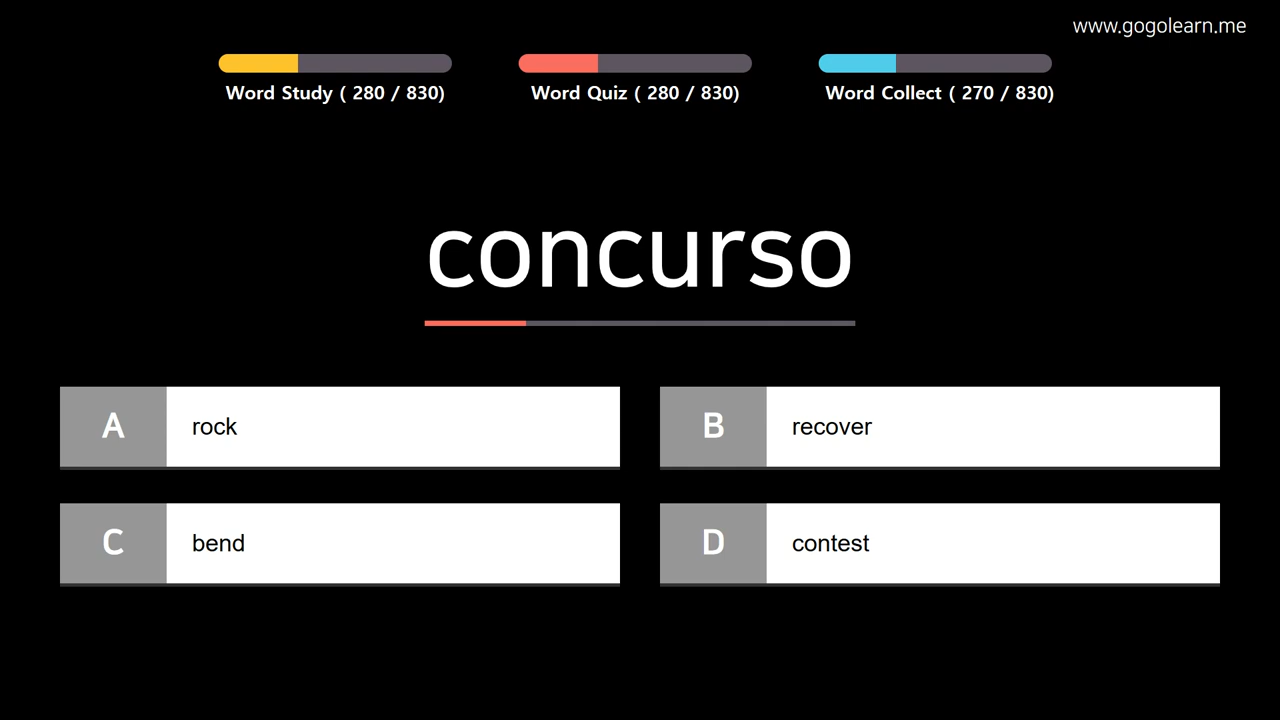 www.gogolearn.me
Word Study ( 280 / 830)
Word Quiz ( 280 / 830)
Word Collect ( 270 / 830)
concurso
A rock
B recover
C bend
D contest